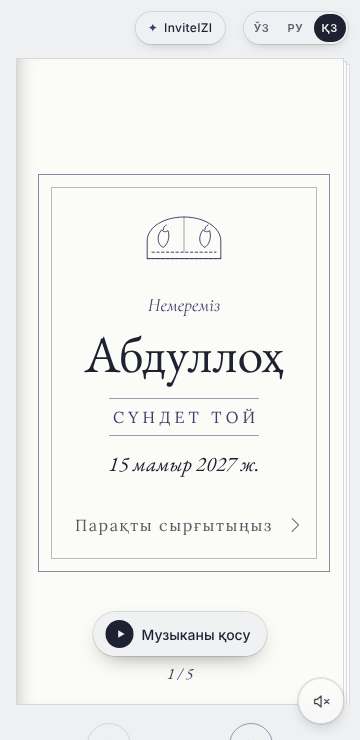 InviteIZI
ЎЗ РУ ҚЗ
Немереміз
Абдуллоҳ
СҮНДЕТ ТОЙ
15 мамыр 2027 ж.
Парақты сырғытыңыз
Музыканы қосу
1 / 5